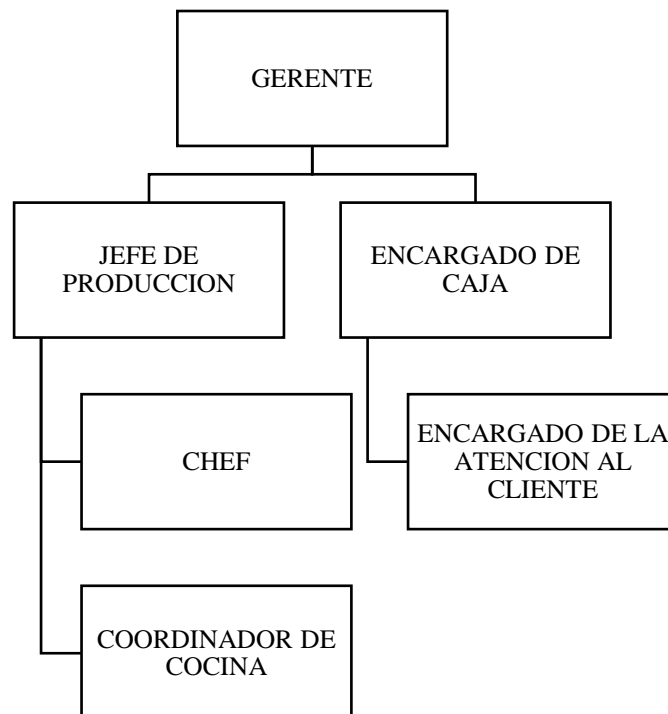 GERENTE
JEFE DE
PRODUCCION
ENCARGADO DE
CAJA
CHEF
ENCARGADO DE LA
ATENCION AL
CLIENTE
COORDINADOR DE
COCINA